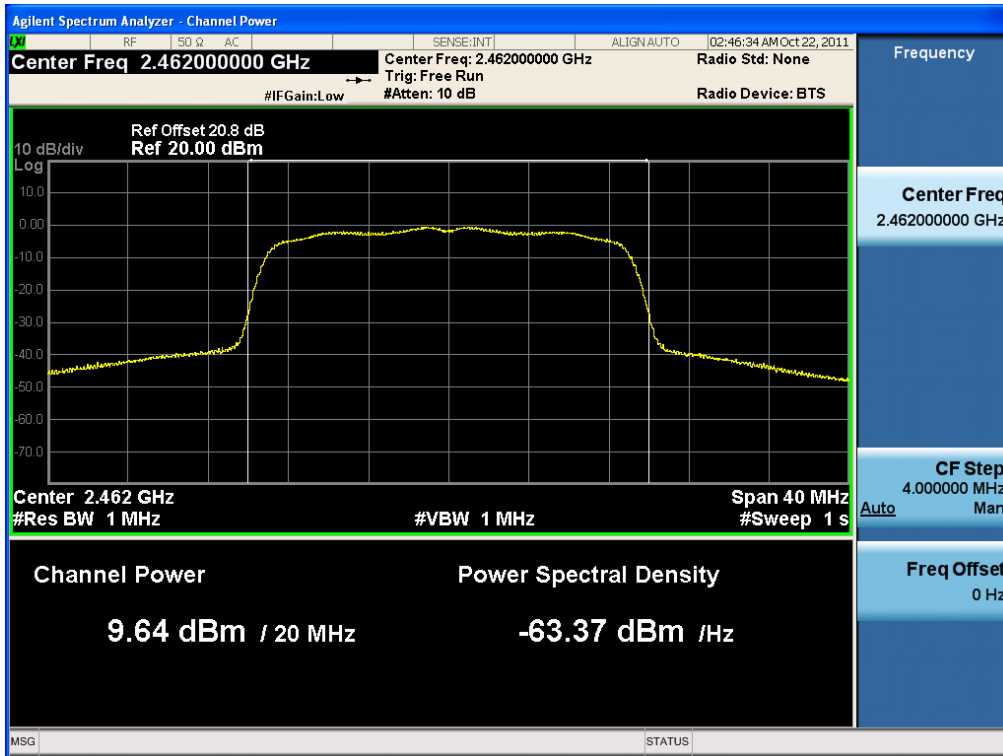 Agilent Spectrum Analyzer - Channel Power
LXI RF 50 Ω AC SENSE:INT ALIGN AUTO 02:46:34 AM Oct 22, 2011
Center Freq 2.462000000 GHz
Center Freq: 2.462000000 GHz
Radio Std: None
Trig: Free Run
#IFGain:Low
#Atten: 10 dB
Radio Device: BTS
Ref Offset 20.8 dB
10 dB/div Ref 20.00 dBm
Log
10.0
0.00
-10.0
-20.0
-30.0
-40.0
-50.0
-60.0
-70.0
Center 2.462 GHz Span 40 MHz
#Res BW 1 MHz #VBW 1 MHz #Sweep 1 s
Channel Power Power Spectral Density
9.64 dBm / 20 MHz -63.37 dBm /Hz
Frequency
Center Freq
2.462000000 GHz
CF Step
4.000000 MHz
Auto Man
Freq Offset
0 Hz
MSG STATUS